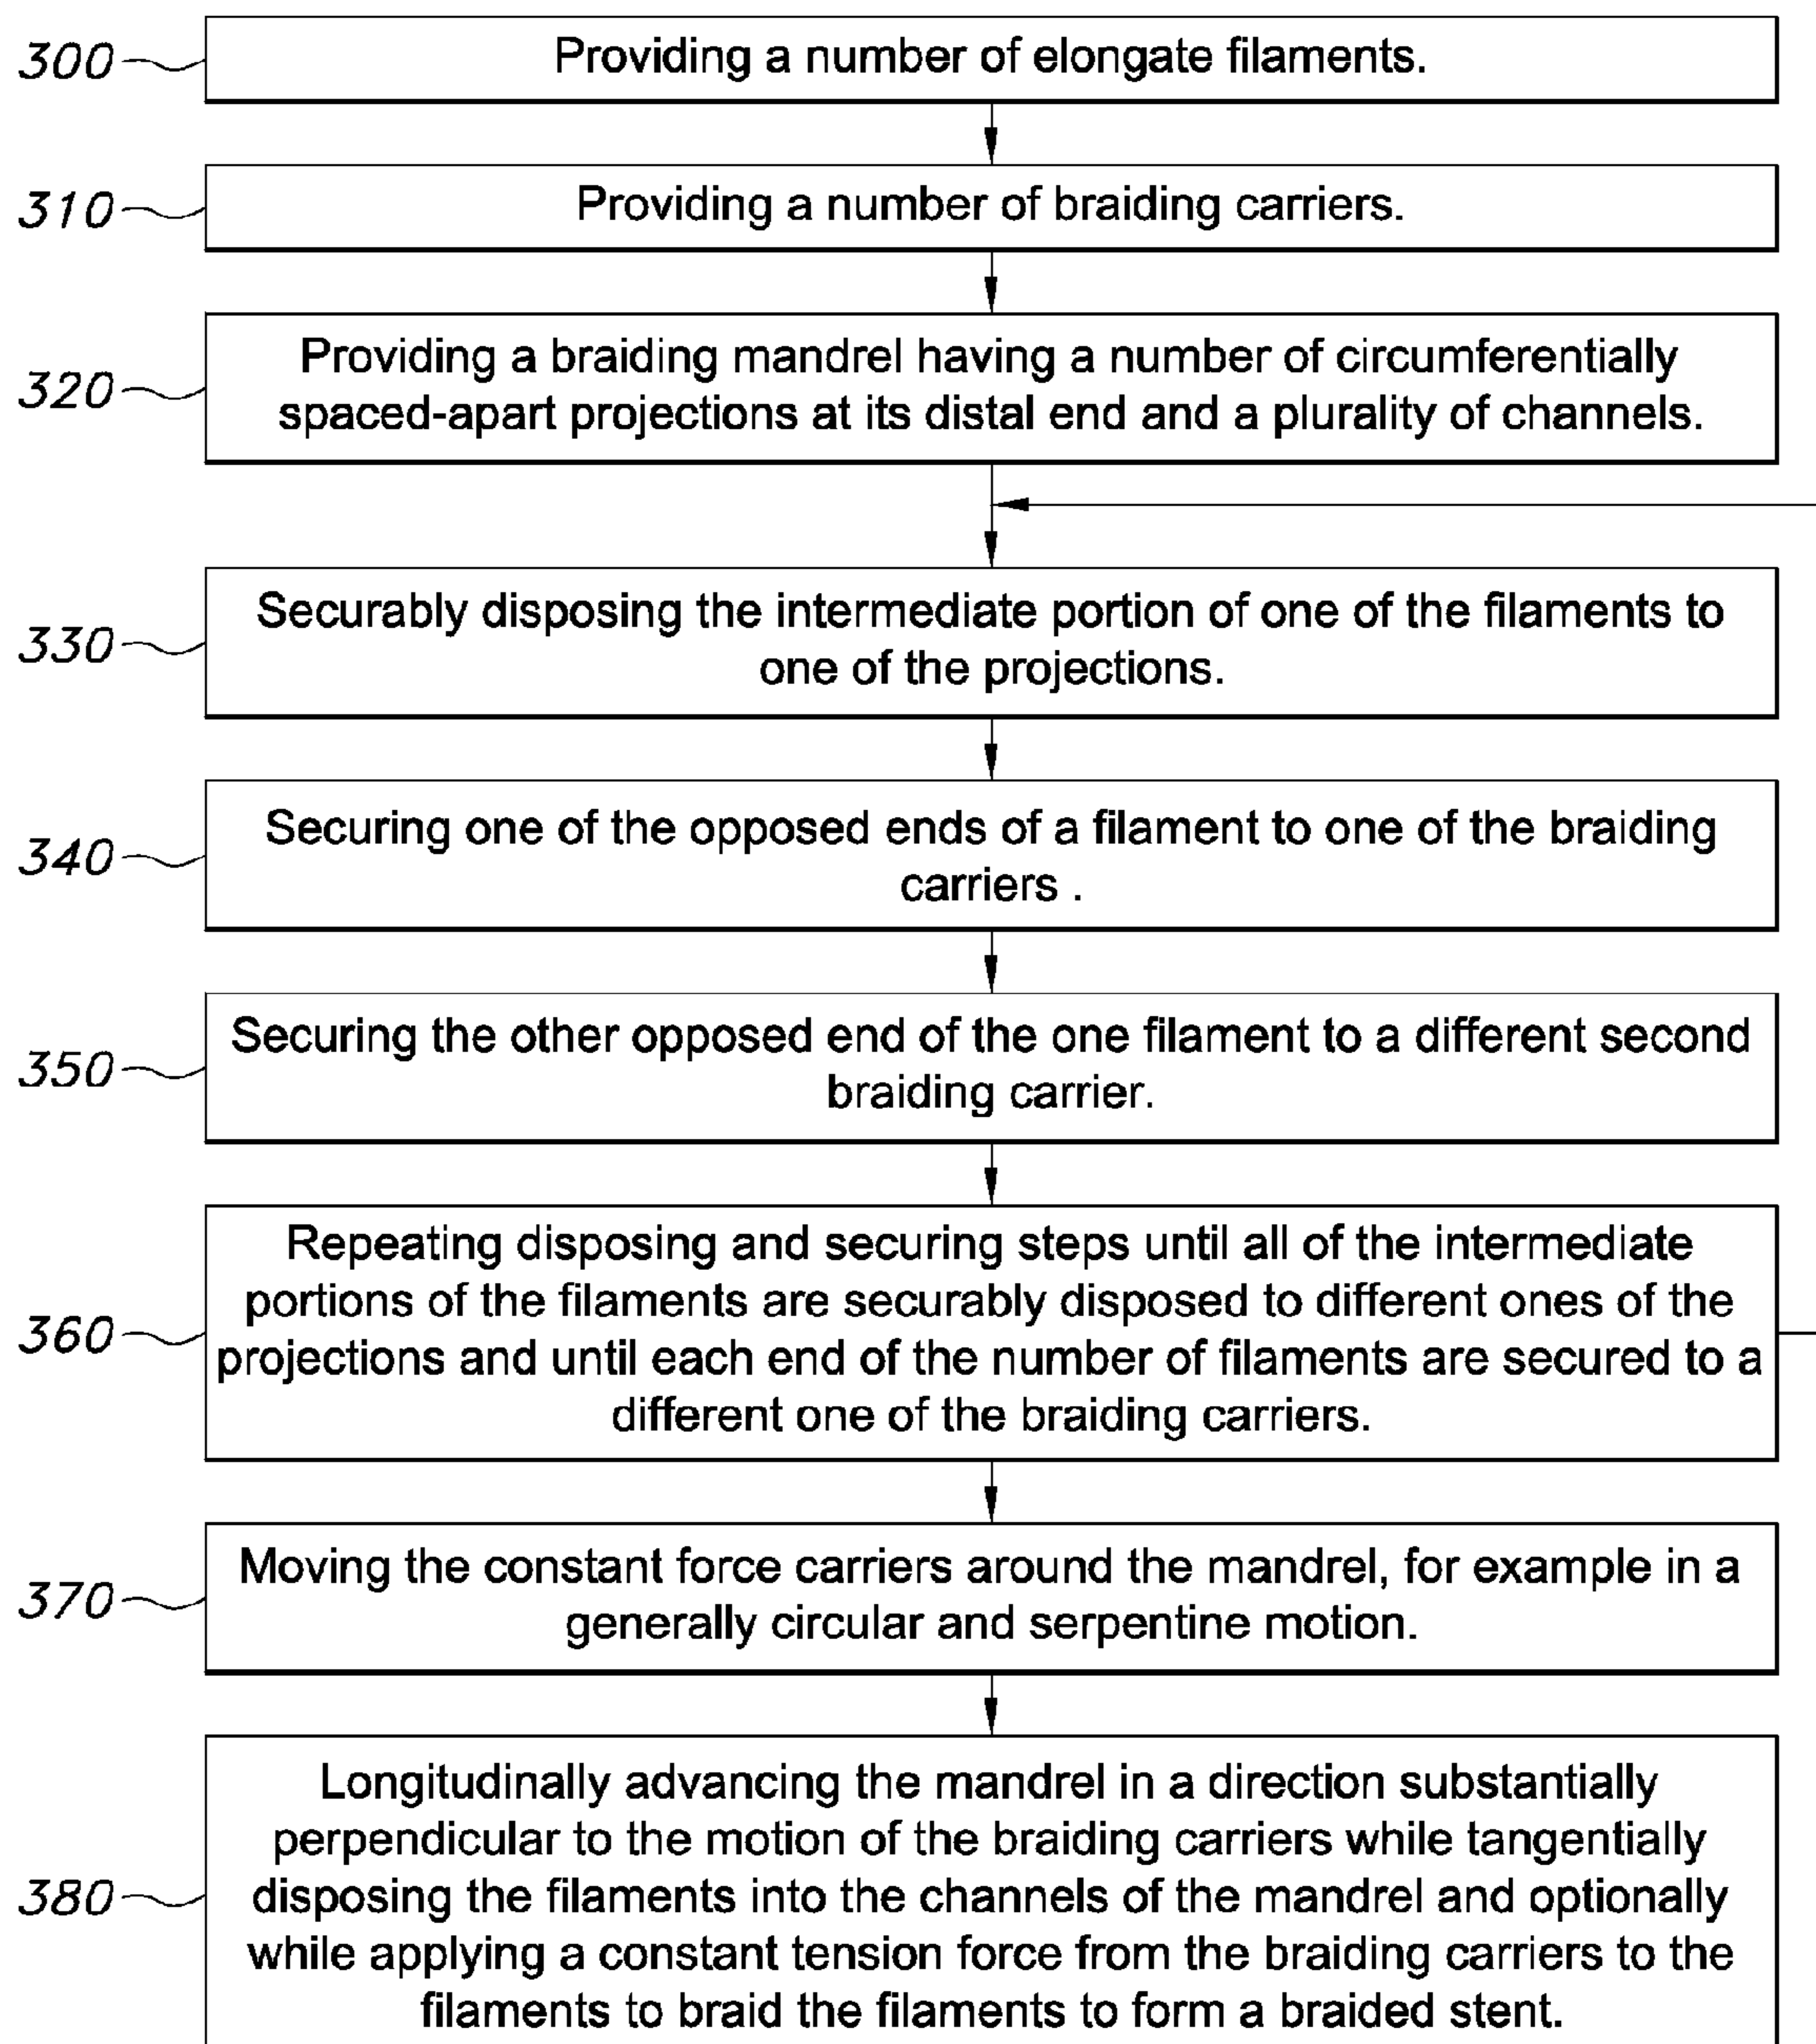 300
Providing a number of elongate filaments.
310
Providing a number of braiding carriers.
320
Providing a braiding mandrel having a number of circumferentially
spaced-apart projections at its distal end and a plurality of channels.
330
Securably disposing the intermediate portion of one of the filaments to
one of the projections.
340
Securing one of the opposed ends of a filament to one of the braiding
carriers .
350
Securing the other opposed end of the one filament to a different second
braiding carrier.
360
Repeating disposing and securing steps until all of the intermediate
portions of the filaments are securably disposed to different ones of the
projections and until each end of the number of filaments are secured to a
different one of the braiding carriers.
370
Moving the constant force carriers around the mandrel, for example in a
generally circular and serpentine motion.
380
Longitudinally advancing the mandrel in a direction substantially
perpendicular to the motion of the braiding carriers while tangentially
disposing the filaments into the channels of the mandrel and optionally
while applying a constant tension force from the braiding carriers to the
filaments to braid the filaments to form a braided stent.